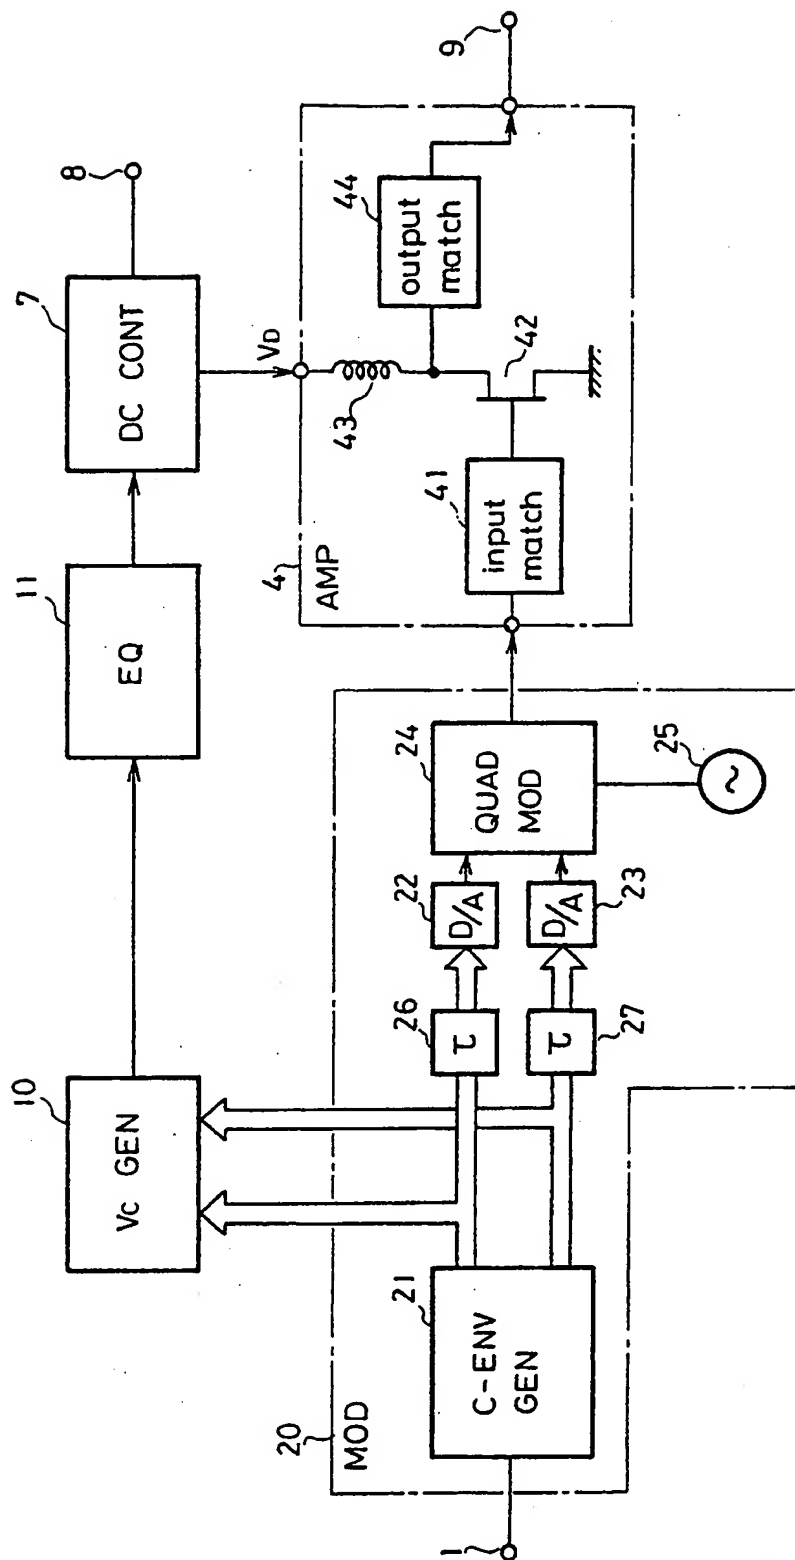 10
Vc GEN
11
EQ
7
DC CONT
8
VD
20
MOD
1
21
C-ENV
GEN
26
τ
27
τ
22
D/A
23
D/A
24
QUAD
MOD
25
~
4
AMP
41
input
match
42
43
44
output
match
9